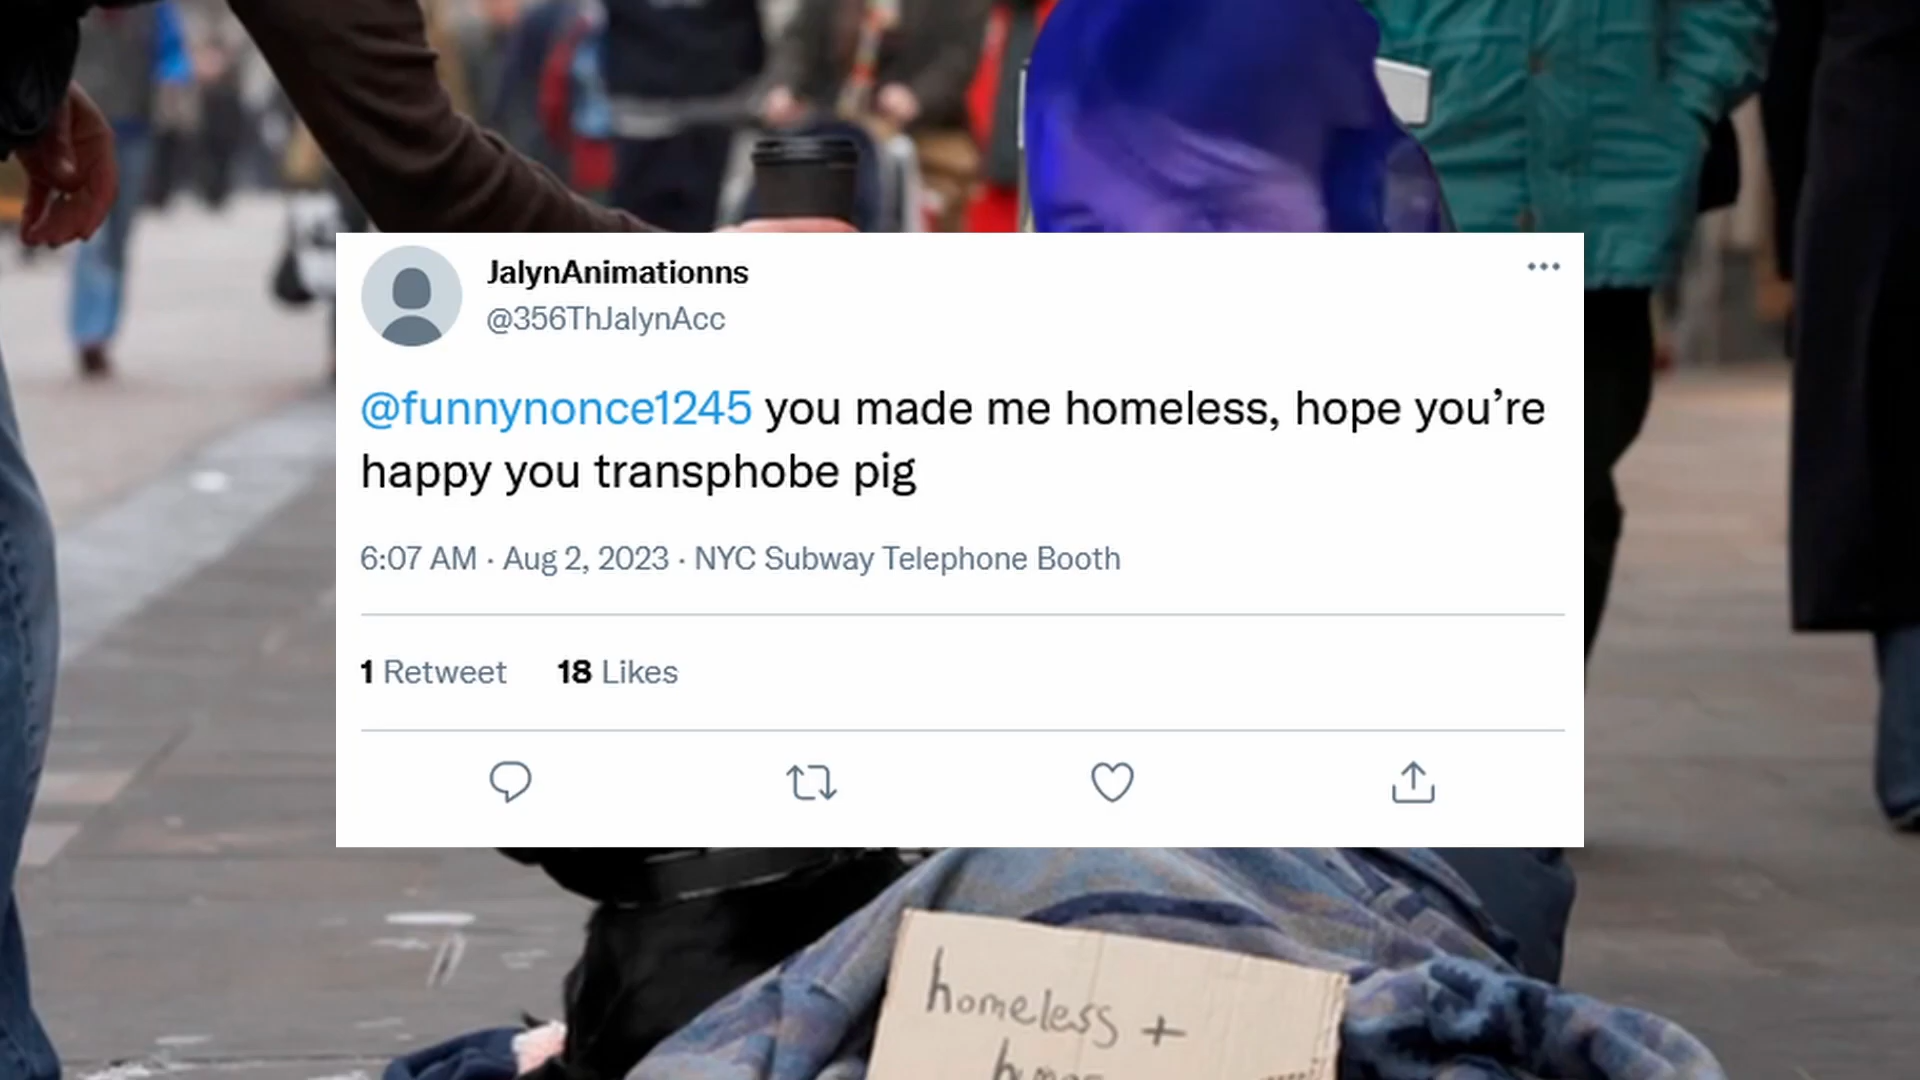 JalynAnimationns
@356ThJalynAcc
@funnynonce1245 you made me homeless, hope you’re
happy you transphobe pig
6:07 AM · Aug 2, 2023 · NYC Subway Telephone Booth
1 Retweet 18 Likes
homeless +